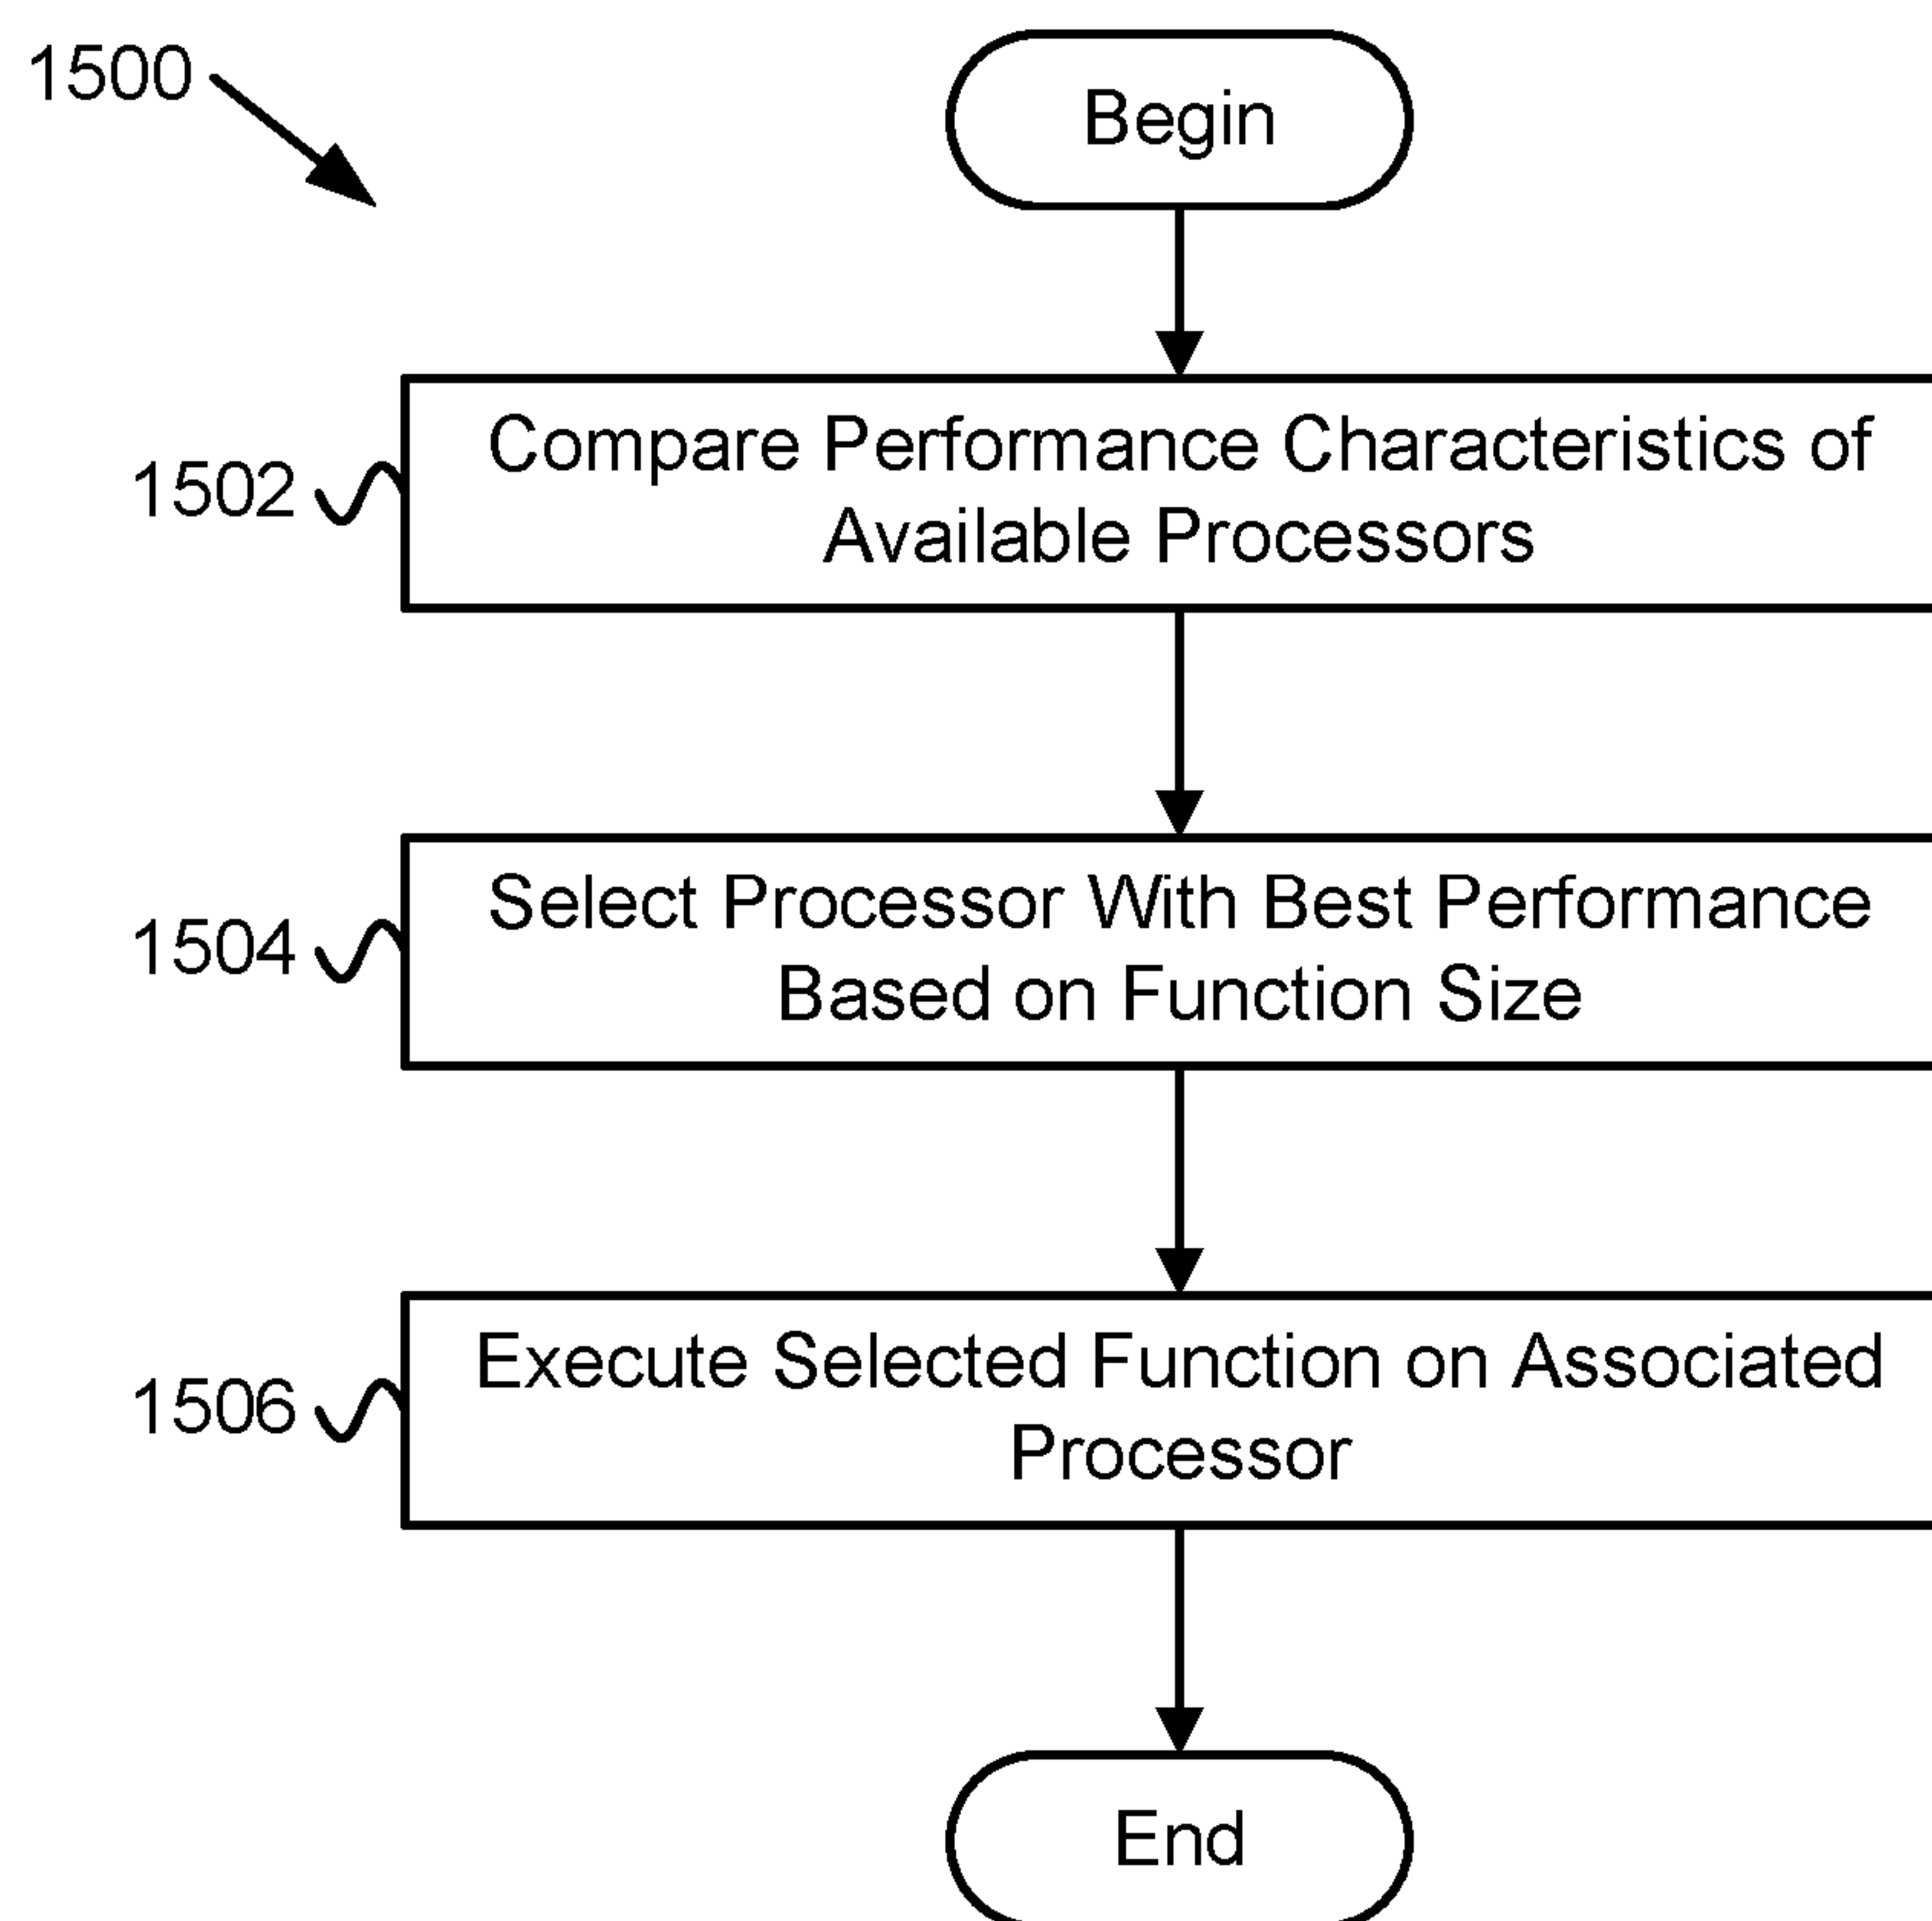 1500
Begin
1502
Compare Performance Characteristics of
Available Processors
1504
Select Processor With Best Performance
Based on Function Size
1506
Execute Selected Function on Associated
Processor
End